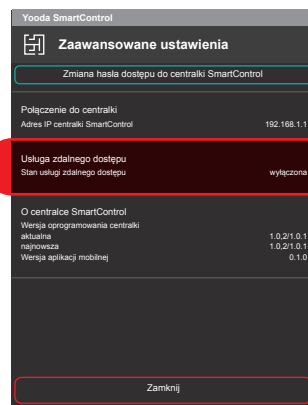 Yooda SmartControl
Zaawansowane ustawienia
Zmiana hasła dostępu do centralki SmartControl
Połączenie do centralki
Adres IP centralki SmartControl 192.168.1.1
Usługa zdalnego dostępu
Stan usługi zdalnego dostępu wyłączona
O centralce SmartControl
Wersja oprogramowania centralki
aktualna 1.0,2/1.0.1
najnowsza 1.0,2/1.0.1
Wersja aplikacji mobilnej 0.1.0
Zamknij